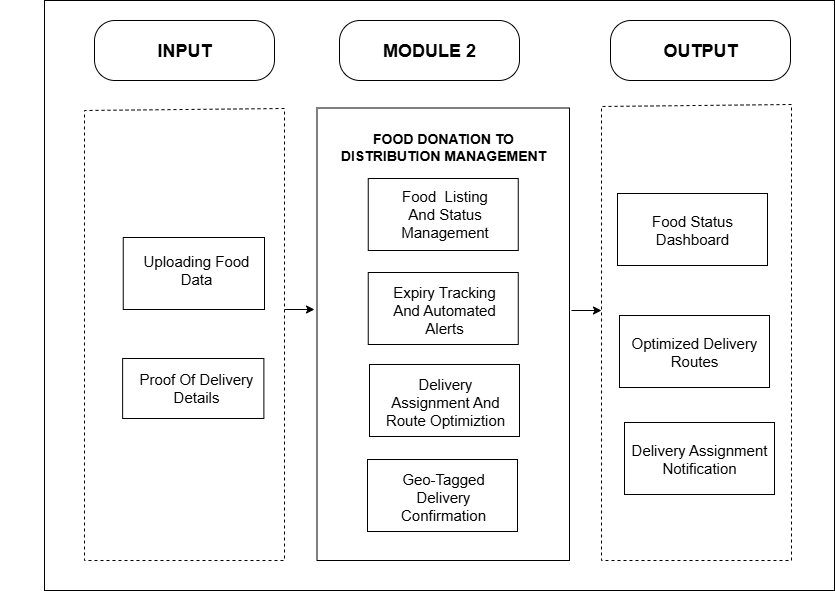 INPUT
MODULE 2
OUTPUT
Uploading Food
Data
Proof Of Delivery
Details
FOOD DONATION TO
DISTRIBUTION MANAGEMENT
Food Listing
And Status
Management
Expiry Tracking
And Automated
Alerts
Delivery
Assignment And
Route Optimiztion
Geo-Tagged
Delivery
Confirmation
Food Status
Dashboard
Optimized Delivery
Routes
Delivery Assignment
Notification